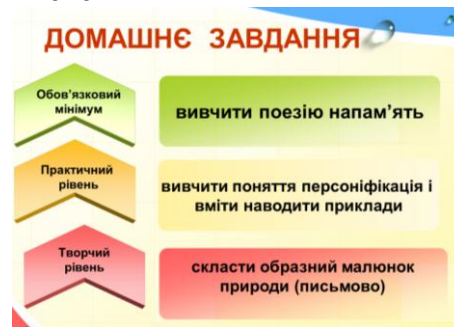 ДОМАШНЄ ЗАВДАННЯ
Обов’язковий
мінімум
вивчити поезію напам’ять
Практичний
рівень
вивчити поняття персоніфікація і
вміти наводити приклади
Творчий
рівень
скласти образний малюнок
природи (письмово)